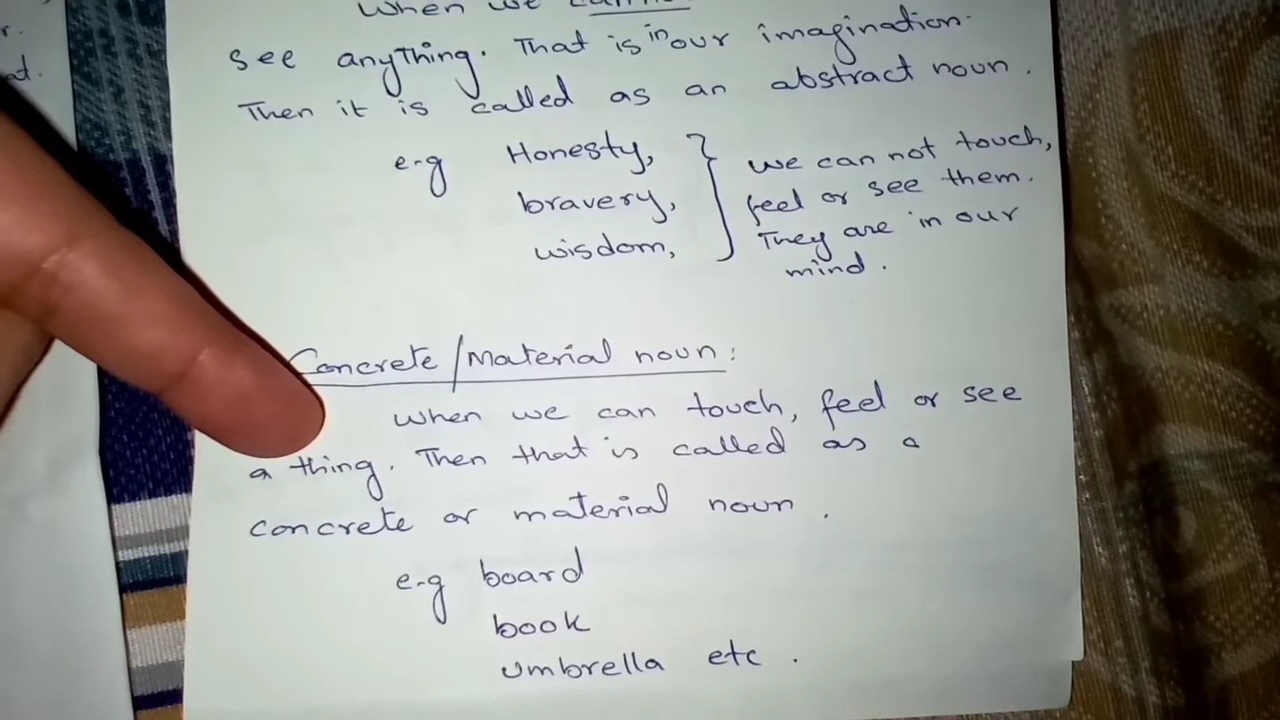 r.
When we
see anything. That is in our imagination.
Then it is called as an abstract noun.
e-g Honesty,
bravery,
wisdom,
we can not touch,
feel or see them.
They are in our
mind.
Concrete/Material noun:
When we can touch, feel or see
a thing. Then that is called as a
concrete or material noun.
e-g board
book
umbrella etc.